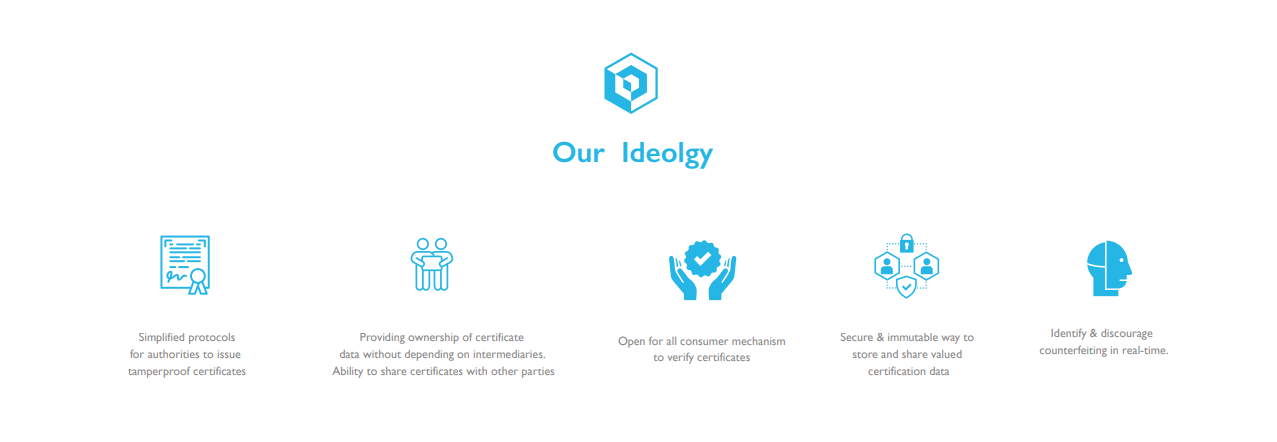 Our Ideolgy
Simplified protocols
for authorities to issue
tamperproof certificates
Providing ownership of certificate
data without depending on intermediaries.
Ability to share certificates with other parties
Open for all consumer mechanism
to verify certificates
Secure & immutable way to
store and share valued
certification data
Identify & discourage
counterfeiting in real-time.